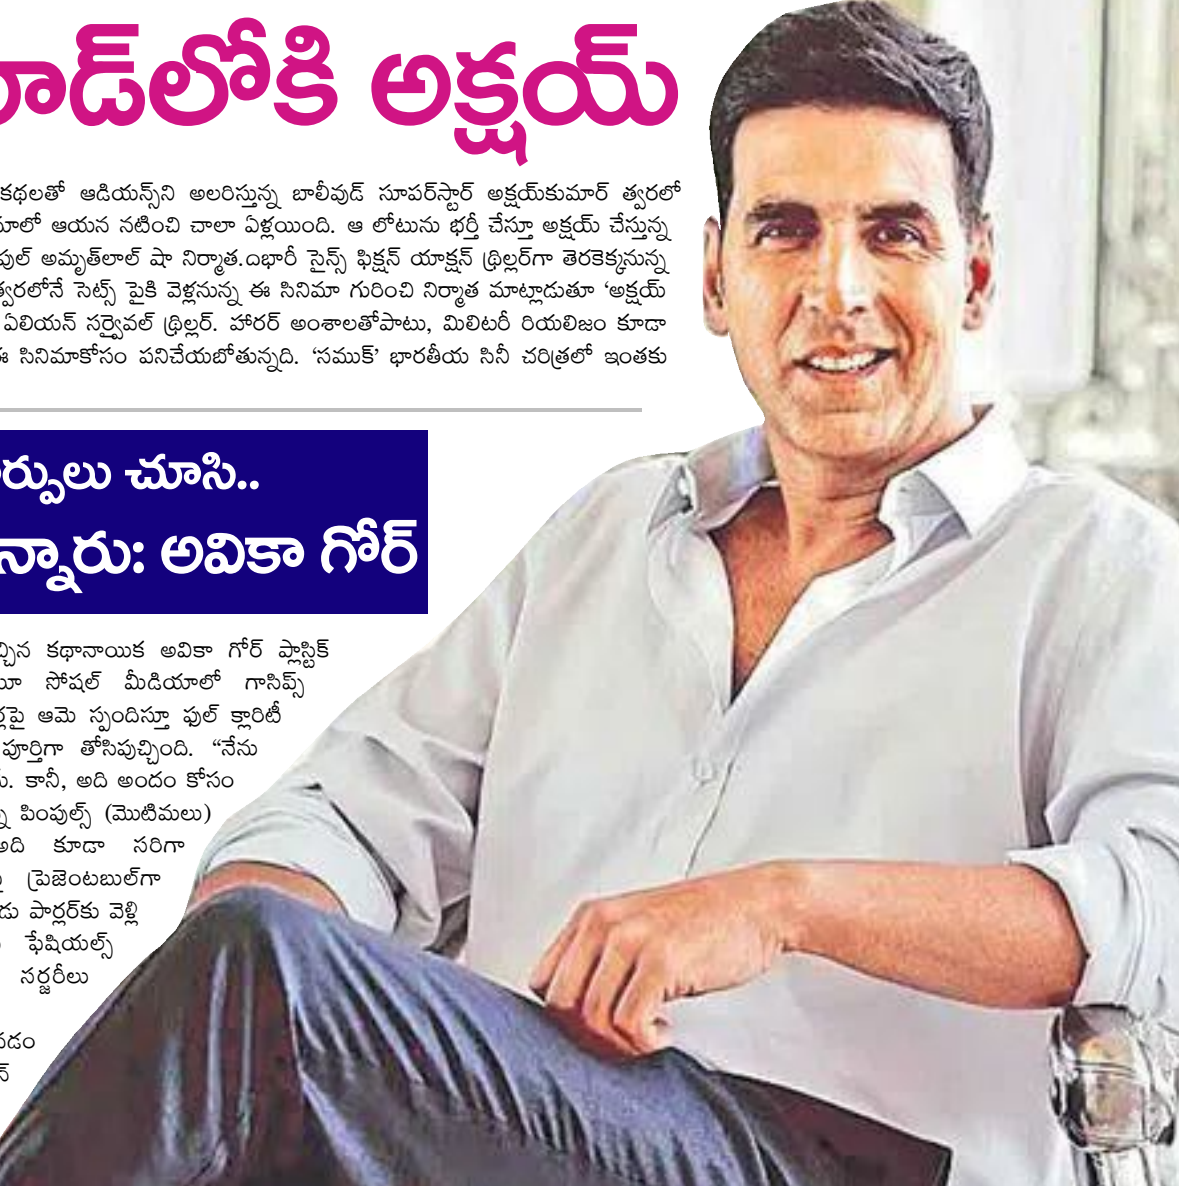 అక్షయ్
కథలతో ఆడియన్స్‌ని అలరిస్తున్న బాలీవుడ్ సూపర్‌స్టార్ అక్షయ్‌కుమార్ త్వరలో
ఆయన నటించి చాలా ఏళ్లయింది. ఆ లోటును భర్తీ చేస్తూ అక్షయ్ చేస్తున్న
అమృత్‌లాల్ షా నిర్మాత.దభారీ సైన్స్ ఫిక్షన్ యాక్షన్ థ్రిల్లర్‌గా తెరకెక్కనున్న
సెట్స్ పైకి వెళ్లనున్న ఈ సినిమా గురించి నిర్మాత మాట్లాడుతూ ‘అక్షయ్
ఏలియన్ సర్వైవల్ థ్రిల్లర్. హారర్ అంశాలతోపాటు, మిలిటరీ రియలిజం కూడా
ఈ సినిమాకోసం పనిచేయబోతున్నది. ‘సముక్’ భారతీయ సినీ చరిత్రలో ఇంతకు
చూసి..
అవికా గోర్
కథానాయిక అవికా గోర్ ప్లాస్టిక్
సోషల్ మీడియాలో గాసిప్స్
ఆమె స్పందిస్తూ ఫుల్ క్లారిటీ
పూర్తిగా తోసిపుచ్చింది. “నేను
కానీ, అది అందం కోసం
పింపుల్స్ (మొటిమలు)
అది కూడా సరిగా
ప్రెజెంటబుల్‌గా
పార్లర్‌కు వెళ్లి
ఫేషియల్స్
సర్జరీలు